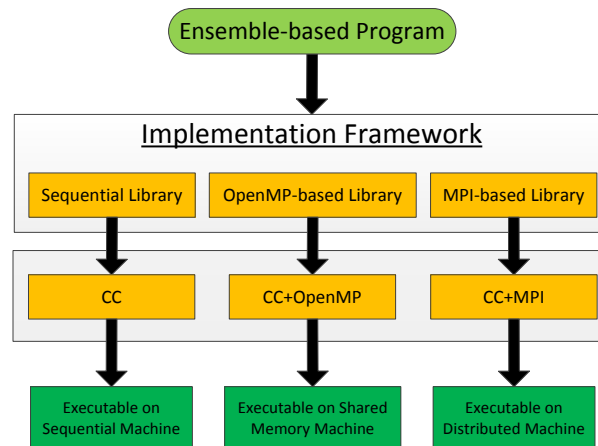 Ensemble-based Program
Implementation Framework
Sequential Library
OpenMP-based Library
MPI-based Library
CC
CC+OpenMP
CC+MPI
Executable on
Sequential Machine
Executable on Shared
Memory Machine
Executable on
Distributed Machine